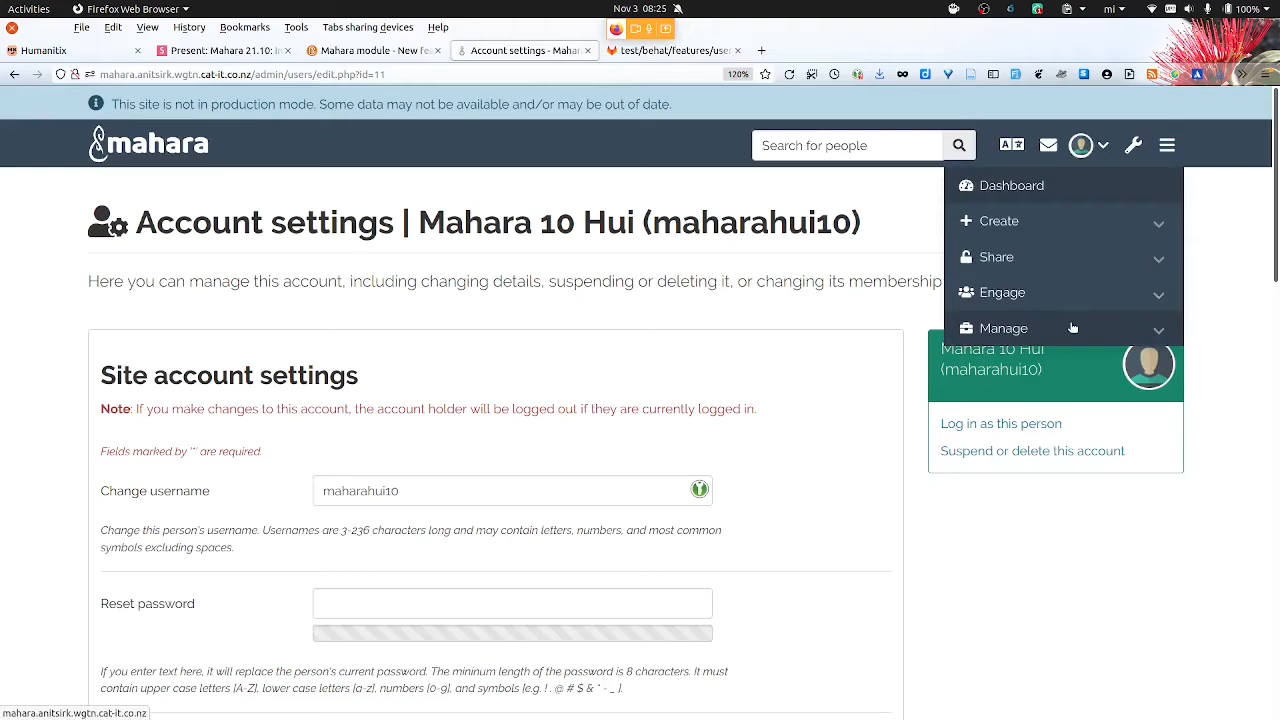 Activities
Firefox Web Browser
Nov 3 08:25
mi
100%
File Edit View History Bookmarks Tools Tabs sharing devices Help
Humanitix
Present: Mahara 21.10: In
Mahara module - New fea
Account settings - Mahar
test/behat/features/user
mahara.anitsirk.wgtn.cat-it.co.nz/admin/users/edit.php?id=11
120%
This site is not in production mode. Some data may not be available and/or may be out of date.
mahara
Search for people
Dashboard
Create
Share
Engage
Manage
Account settings | Mahara 10 Hui (maharahui10)
Here you can manage this account, including changing details, suspending or deleting it, or changing its membership
Mahara 10 Hui
(maharahui10)
Log in as this person
Suspend or delete this account
Site account settings
Note: If you make changes to this account, the account holder will be logged out if they are currently logged in.
Fields marked by '*' are required.
Change username
maharahui10
Change this person's username. Usernames are 3-236 characters long and may contain letters, numbers, and most common
symbols excluding spaces.
Reset password
If you enter text here, it will replace the person's current password. The mininum length of the password is 8 characters. It must
contain upper case letters [A-Z], lower case letters [a-z], numbers [0-9], and symbols [e.g. ! . @ # $ & * - _ ].
mahara.anitsirk.wgtn.cat-it.co.nz